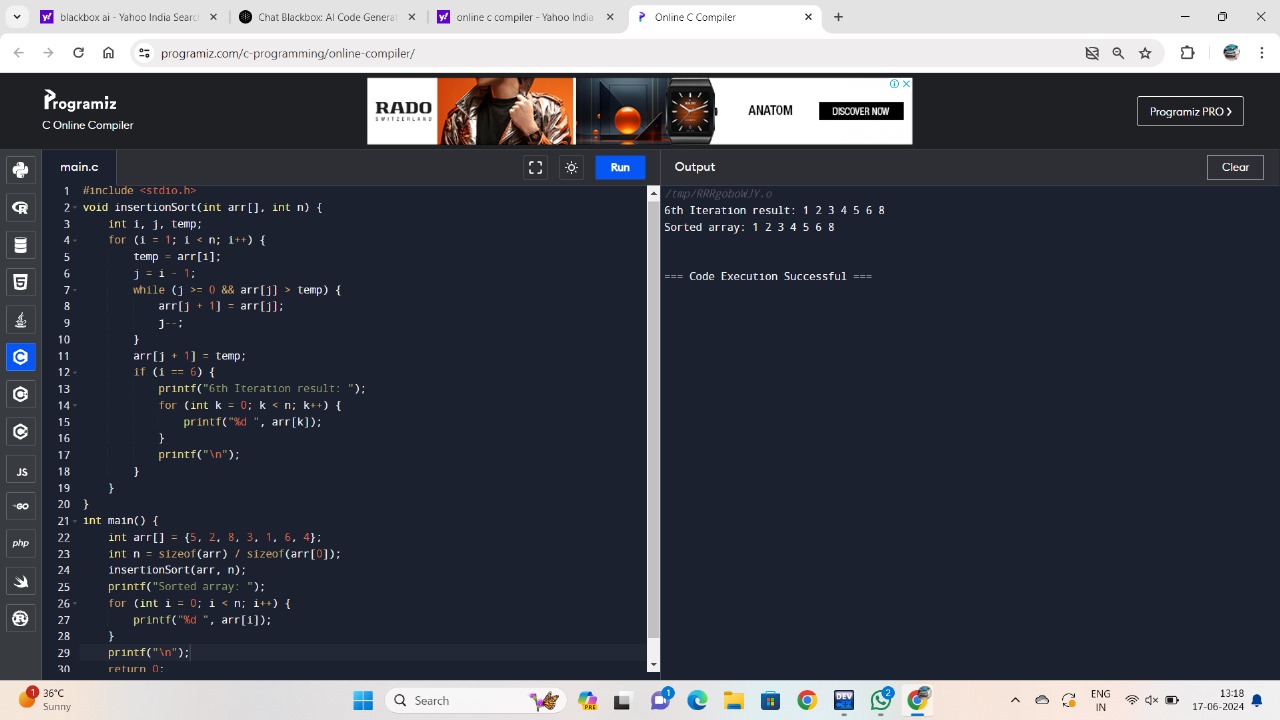 blackbox ai - Yahoo India Searc
Chat Blackbox: AI Code Generat
online c compiler - Yahoo India
Online C Compiler
programiz.com/c-programming/online-compiler/
Programiz
C Online Compiler
RADO
SWITZERLAND
ANATOM
DISCOVER NOW
Programiz PRO >
main.c
Run
Output
Clear
1 #include <stdio.h>
2 void insertionSort(int arr[], int n) {
3 int i, j, temp;
4 for (i = 1; i < n; i++) {
5 temp = arr[i];
6 j = i - 1;
7 while (j >= 0 && arr[j] > temp) {
8 arr[j + 1] = arr[j];
9 j--;
10 }
11 arr[j + 1] = temp;
12 if (i == 6) {
13 printf("6th Iteration result: ");
14 for (int k = 0; k < n; k++) {
15 printf("%d ", arr[k]);
16 }
17 printf("\n");
18 }
19 }
20 }
21 int main() {
22 int arr[] = {5, 2, 8, 3, 1, 6, 4};
23 int n = sizeof(arr) / sizeof(arr[0]);
24 insertionSort(arr, n);
25 printf("Sorted array: ");
26 for (int i = 0; i < n; i++) {
27 printf("%d ", arr[i]);
28 }
29 printf("\n");
30 return 0;
/tmp/RRRgoboWJY.o
6th Iteration result: 1 2 3 4 5 6 8
Sorted array: 1 2 3 4 5 6 8
=== Code Execution Successful ===
JS
GO
php
1
36°C
Sunny
Search
PRE
1
DEV
2
ENG
IN
13:18
17-06-2024